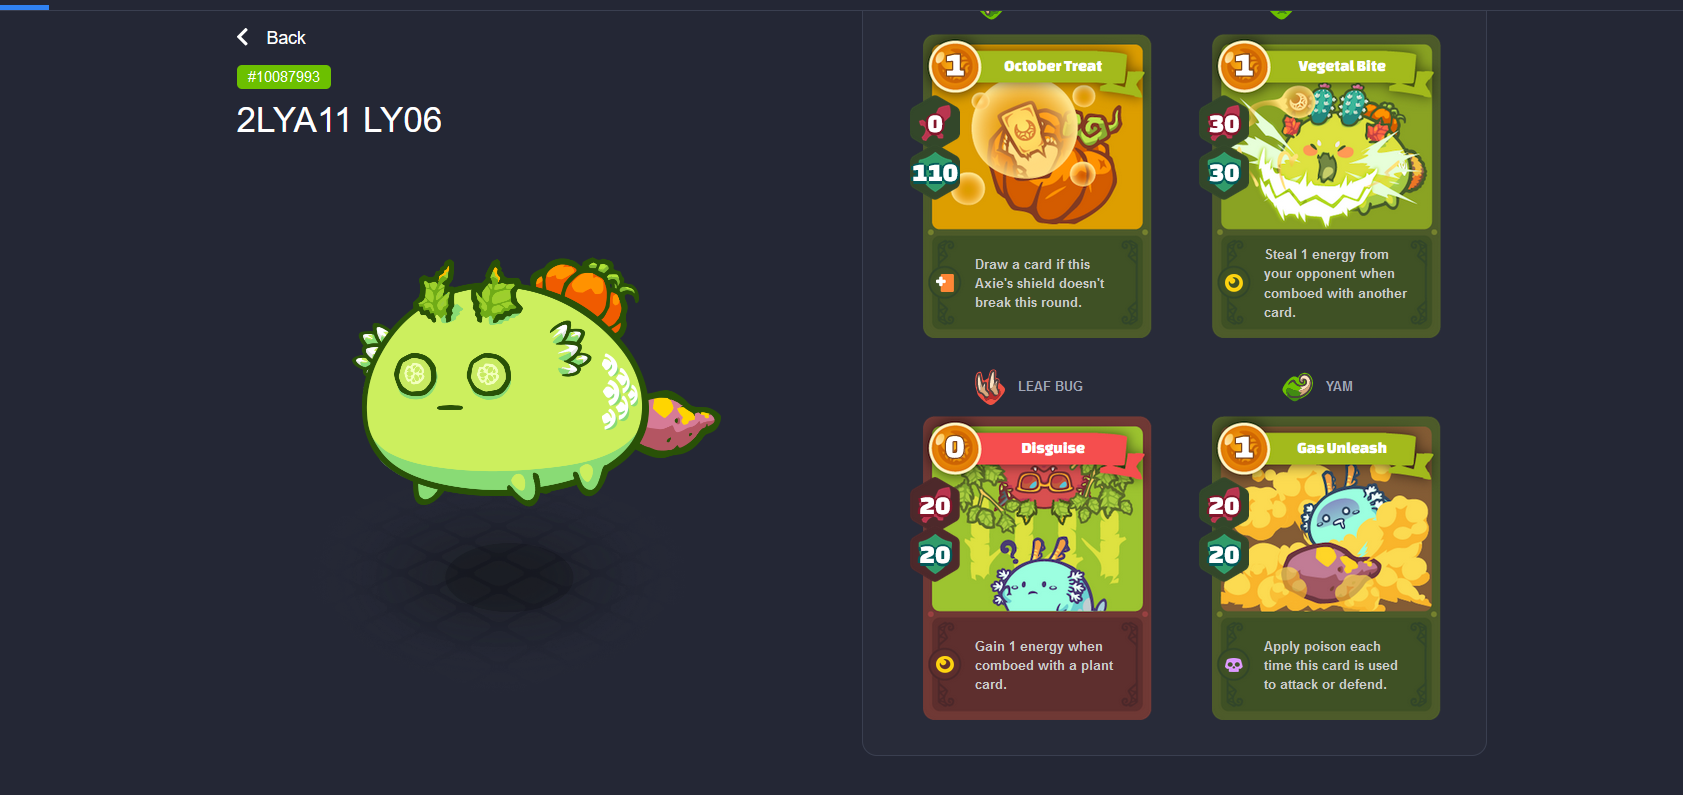 Back
#10087993
2LYA11 LY06
1
October Treat
0
110
Draw a card if this
Axie's shield doesn't
break this round.
1
Vegetal Bite
30
30
Steal 1 energy from
your opponent when
comboed with another
card.
LEAF BUG
0
Disguise
20
20
Gain 1 energy when
comboed with a plant
card.
YAM
1
Gas Unleash
20
20
Apply poison each
time this card is used
to attack or defend.